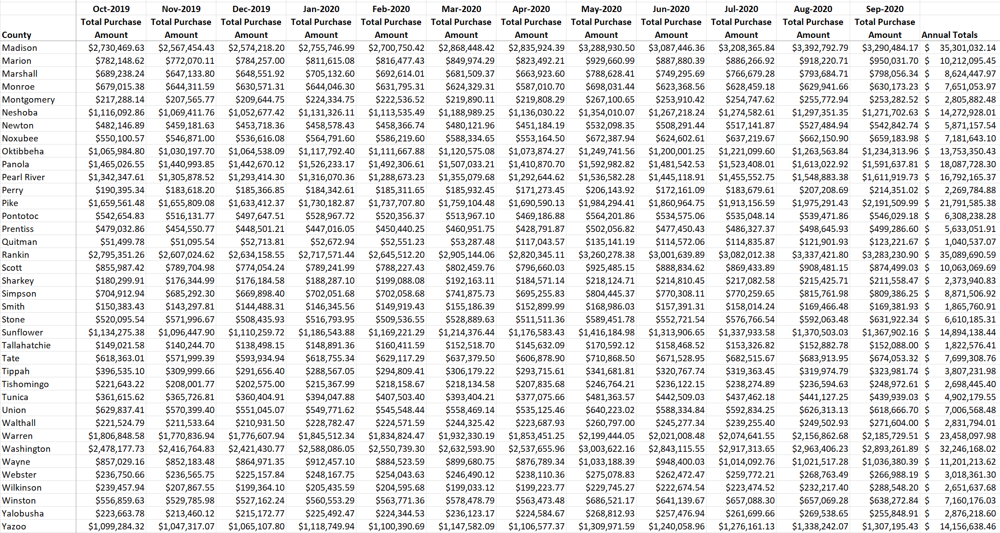 Oct-2019 Nov-2019 Dec-2019 Jan-2020 Feb-2020 Mar-2020 Apr-2020 May-2020 Jun-2020 Jul-2020 Aug-2020 Sep-2020
Total Purchase Total Purchase Total Purchase Total Purchase Total Purchase Total Purchase Total Purchase Total Purchase Total Purchase Total Purchase Total Purchase Total Purchase
County Amount Amount Amount Amount Amount Amount Amount Amount Amount Amount Amount Amount Annual Totals
Madison $2,730,469.63 $2,567,454.43 $2,574,218.20 $2,755,746.99 $2,700,750.42 $2,868,448.42 $2,835,924.39 $3,288,930.50 $3,087,446.36 $3,208,365.84 $3,392,792.79 $3,290,484.17 $ 35,301,032.14
Marion $782,148.62 $772,070.11 $784,257.00 $811,615.08 $816,477.43 $849,974.29 $823,492.21 $929,660.99 $887,880.39 $886,266.92 $918,220.71 $950,031.70 $ 10,212,095.45
Marshall $689,238.24 $647,133.80 $648,551.92 $705,132.60 $692,614.01 $681,509.37 $663,923.60 $788,628.41 $749,295.69 $766,679.28 $793,684.71 $798,056.34 $ 8,624,447.97
Monroe $679,015.38 $644,311.59 $630,571.31 $644,046.30 $631,795.31 $624,329.31 $587,010.70 $698,031.44 $623,368.56 $628,459.18 $629,941.66 $630,173.23 $ 7,651,053.97
Montgomery $217,288.14 $207,565.77 $209,644.75 $224,334.75 $222,536.52 $219,890.11 $219,808.29 $267,100.65 $253,910.42 $254,747.62 $255,772.94 $253,282.52 $ 2,805,882.48
Neshoba $1,116,092.86 $1,069,411.76 $1,052,677.42 $1,131,326.11 $1,113,535.49 $1,188,989.25 $1,136,030.22 $1,354,010.07 $1,267,218.24 $1,274,582.61 $1,297,351.35 $1,271,702.63 $ 14,272,928.01
Newton $482,146.89 $459,181.63 $453,718.36 $458,578.43 $458,366.74 $480,121.96 $451,184.19 $532,098.35 $508,291.44 $517,141.87 $527,484.94 $542,842.74 $ 5,871,157.54
Noxubee $550,100.57 $546,871.00 $536,616.08 $564,791.60 $586,219.60 $588,334.65 $553,164.50 $672,387.94 $624,602.61 $637,219.67 $662,150.90 $659,183.98 $ 7,181,643.10
Oktibbeha $1,065,984.80 $1,030,197.70 $1,064,538.09 $1,117,792.40 $1,111,667.88 $1,120,575.08 $1,073,874.27 $1,249,741.56 $1,200,001.25 $1,221,099.60 $1,263,563.84 $1,234,313.96 $ 13,753,350.43
Panola $1,465,026.55 $1,440,993.85 $1,442,670.12 $1,526,233.17 $1,492,306.61 $1,507,033.21 $1,410,870.70 $1,592,982.82 $1,481,542.53 $1,523,408.01 $1,613,022.92 $1,591,637.81 $ 18,087,728.30
Pearl River $1,342,347.61 $1,305,878.52 $1,293,414.30 $1,316,070.36 $1,288,673.23 $1,355,079.68 $1,292,644.62 $1,536,582.28 $1,445,118.91 $1,455,552.75 $1,548,883.38 $1,611,919.73 $ 16,792,165.37
Perry $190,395.34 $183,618.20 $185,366.85 $184,342.61 $185,311.65 $185,932.45 $171,273.45 $206,143.92 $172,161.09 $183,679.61 $207,208.69 $214,351.02 $ 2,269,784.88
Pike $1,659,561.48 $1,655,809.08 $1,633,412.37 $1,730,182.87 $1,737,707.80 $1,759,104.48 $1,690,590.13 $1,984,294.41 $1,860,964.75 $1,913,156.59 $1,975,291.43 $2,191,509.99 $ 21,791,585.38
Pontotoc $542,654.83 $516,131.77 $497,647.51 $528,967.72 $520,356.37 $513,967.10 $469,186.88 $564,201.86 $534,575.06 $535,048.14 $539,471.86 $546,029.18 $ 6,308,238.28
Prentiss $479,032.86 $454,550.77 $448,501.21 $447,016.05 $450,440.25 $460,951.75 $428,791.87 $502,056.82 $477,450.43 $486,327.37 $498,645.93 $499,286.60 $ 5,633,051.91
Quitman $51,499.78 $51,095.54 $52,713.81 $52,672.94 $52,551.23 $53,287.48 $117,043.57 $135,141.19 $114,572.06 $114,835.87 $121,901.93 $123,221.67 $ 1,040,537.07
Rankin $2,795,351.26 $2,607,024.62 $2,634,158.55 $2,717,571.44 $2,645,512.20 $2,905,144.06 $2,820,345.11 $3,260,278.38 $3,001,639.89 $3,082,012.38 $3,337,421.80 $3,283,230.90 $ 35,089,690.59
Scott $855,987.42 $789,704.98 $774,054.24 $789,241.99 $788,227.43 $802,459.76 $796,660.03 $925,485.15 $888,834.62 $869,433.89 $908,481.15 $874,499.03 $ 10,063,069.69
Sharkey $180,299.91 $176,344.99 $176,184.58 $188,287.10 $199,088.08 $192,163.11 $184,571.14 $218,124.71 $214,810.45 $217,082.58 $215,425.71 $211,558.47 $ 2,373,940.83
Simpson $704,912.94 $685,292.30 $669,898.40 $702,051.68 $702,058.68 $741,875.73 $695,255.83 $804,445.37 $770,308.11 $770,259.65 $815,761.98 $809,386.25 $ 8,871,506.92
Smith $150,383.43 $143,297.81 $144,488.31 $146,345.56 $149,919.43 $155,186.39 $152,899.99 $168,986.03 $157,391.31 $158,014.24 $169,466.48 $169,381.93 $ 1,865,760.91
Stone $520,095.54 $571,996.67 $508,435.93 $516,793.95 $509,536.55 $528,889.63 $511,511.36 $589,451.78 $552,721.54 $576,766.54 $592,063.48 $631,922.34 $ 6,610,185.31
Sunflower $1,134,275.38 $1,096,447.90 $1,110,259.72 $1,186,543.88 $1,169,221.29 $1,214,376.44 $1,176,583.43 $1,416,184.98 $1,313,906.65 $1,337,933.58 $1,370,503.03 $1,367,902.16 $ 14,894,138.44
Tallahatchie $149,021.58 $140,244.70 $138,498.15 $148,891.36 $160,411.59 $152,518.70 $145,632.09 $170,592.12 $158,468.52 $153,326.82 $152,882.78 $152,088.00 $ 1,822,576.41
Tate $618,363.01 $571,999.39 $593,934.94 $618,755.34 $629,117.29 $637,379.50 $606,878.90 $710,868.50 $671,528.95 $682,515.67 $683,913.95 $674,053.32 $ 7,699,308.76
Tippah $396,535.10 $309,999.66 $291,656.40 $288,567.05 $294,809.41 $306,179.22 $293,715.61 $341,681.81 $320,767.74 $319,363.45 $319,974.79 $323,981.74 $ 3,807,231.98
Tishomingo $221,643.22 $208,001.77 $202,575.00 $215,367.99 $218,158.67 $218,134.58 $207,835.68 $246,764.21 $236,122.15 $238,274.89 $236,594.63 $248,972.61 $ 2,698,445.40
Tunica $361,615.62 $365,726.81 $360,404.91 $394,047.88 $407,503.40 $393,404.21 $377,075.66 $481,363.57 $442,509.03 $437,462.18 $441,127.25 $439,939.03 $ 4,902,179.55
Union $629,837.41 $570,399.40 $551,045.07 $549,771.62 $545,548.44 $558,469.14 $535,125.46 $640,223.02 $588,334.84 $592,834.25 $626,313.13 $618,666.70 $ 7,006,568.48
Walthall $221,524.79 $211,533.64 $210,931.50 $228,782.47 $224,571.59 $244,325.42 $223,687.93 $260,797.00 $245,277.34 $239,255.40 $249,502.93 $271,604.00 $ 2,831,794.01
Warren $1,806,848.58 $1,770,836.94 $1,776,607.94 $1,845,512.34 $1,834,824.47 $1,932,330.19 $1,853,451.25 $2,199,444.05 $2,021,008.48 $2,074,641.55 $2,156,862.68 $2,185,729.51 $ 23,458,097.98
Washington $2,478,177.73 $2,416,764.83 $2,421,430.77 $2,588,086.05 $2,550,739.30 $2,632,593.90 $2,537,655.96 $3,003,622.16 $2,843,115.55 $2,917,313.65 $2,963,406.23 $2,893,261.89 $ 32,246,168.02
Wayne $857,029.16 $852,183.48 $864,971.35 $912,457.10 $884,523.59 $899,680.75 $876,789.34 $1,033,188.39 $948,400.03 $1,014,092.76 $1,021,517.28 $1,036,380.39 $ 11,201,213.62
Webster $236,750.66 $236,565.75 $225,157.84 $248,167.75 $254,043.63 $246,490.12 $238,110.36 $275,078.83 $262,472.47 $259,772.21 $268,763.49 $266,988.19 $ 3,018,361.30
Wilkinson $239,457.94 $207,867.55 $199,364.10 $205,435.59 $204,595.68 $199,033.12 $199,223.77 $229,745.27 $222,674.54 $223,474.52 $232,217.40 $288,548.20 $ 2,651,637.68
Winston $556,859.63 $529,785.98 $527,162.24 $560,553.29 $563,771.36 $578,478.79 $563,473.48 $686,521.17 $641,139.67 $657,088.30 $657,069.28 $638,272.84 $ 7,160,176.03
Yalobusha $223,663.78 $213,460.12 $215,172.77 $225,492.47 $224,344.53 $236,123.17 $224,584.67 $268,812.93 $257,476.94 $261,699.66 $269,538.65 $255,848.91 $ 2,876,218.60
Yazoo $1,099,284.32 $1,047,317.07 $1,065,107.80 $1,118,749.94 $1,100,390.69 $1,147,582.09 $1,106,577.37 $1,309,971.59 $1,240,058.96 $1,276,161.13 $1,338,242.07 $1,307,195.43 $ 14,156,638.46